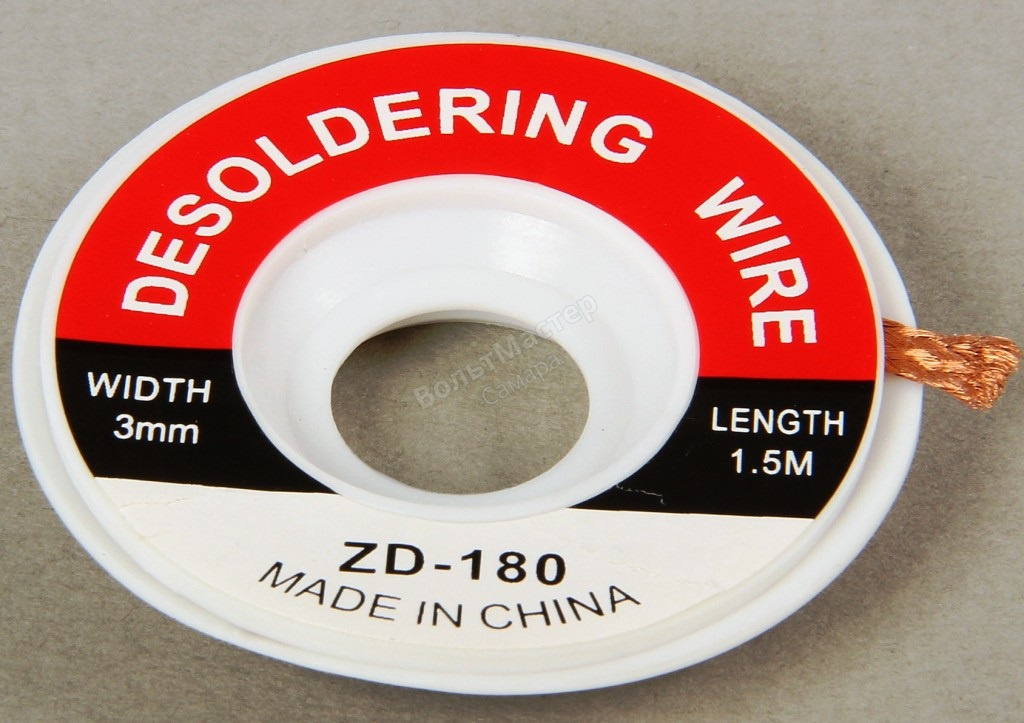 DESOLDERING WIRE
WIDTH
3mm
LENGTH
1.5M
ZD-180
MADE IN CHINA
ВольтМастер
Самара